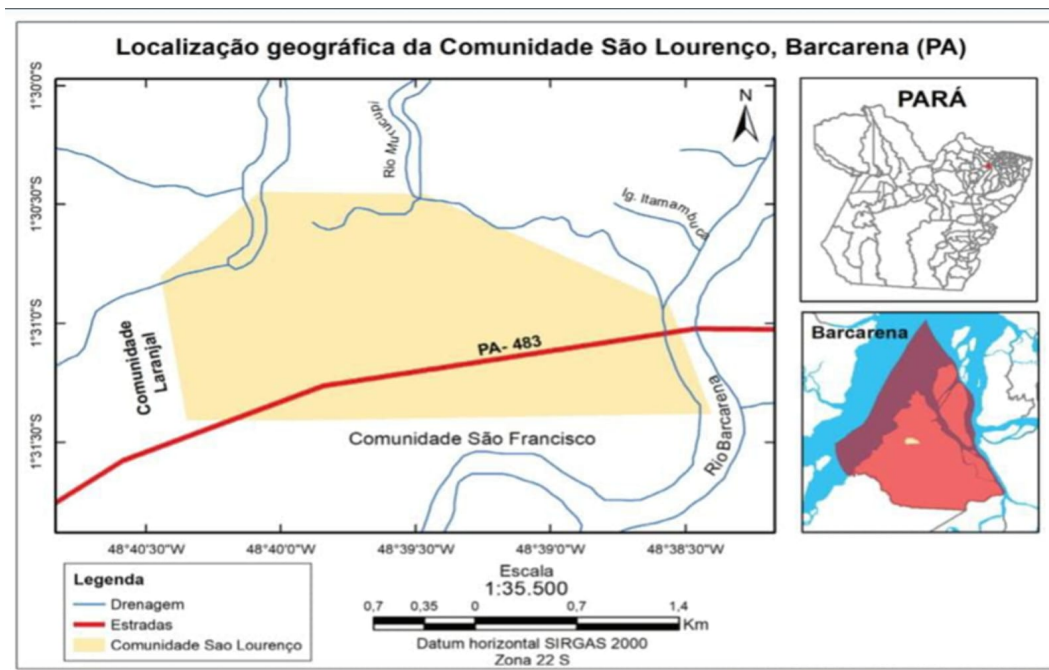 Localização geográfica da Comunidade São Lourenço, Barcarena (PA)
1°30'0"S
1°30'30"S
1°31'0"S
1°31'30"S
Rio Murucupi
N
Ig. Itamambuca
Comunidade
Laranjal
PA- 483
Comunidade São Francisco
Rio Barcarena
48°40'30"W
48°40'0"W
48°39'30"W
48°39'0"W
48°38'30"W
PARÁ
Barcarena
Legenda
Drenagem
Estradas
Comunidade Sao Lourenço
Escala
1:35.500
0,7 0,35 0 0,7 1,4
Km
Datum horizontal SIRGAS 2000
Zona 22 S